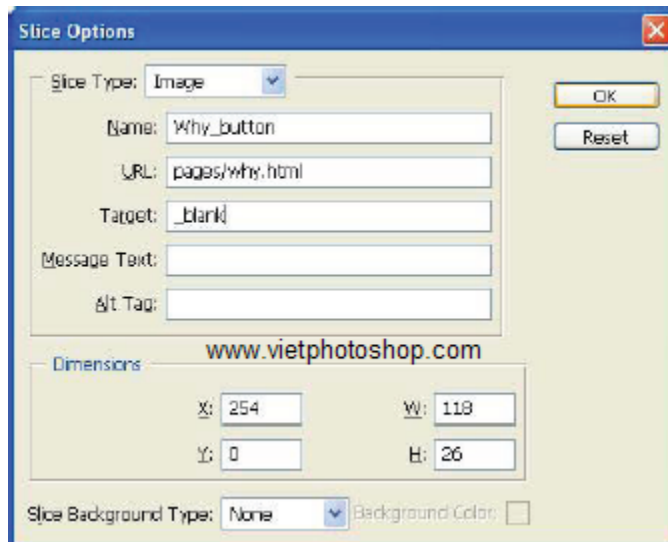 Slice Options
Slice Type: Image
OK
Name: Why_button
Reset
URL: pages/why.html
Target: _blank
Message Text:
Alt Tag:
www.vietphotoshop.com
Dimensions
X: 254 W: 118
Y: 0 H: 26
Slice Background Type: None Background Color: